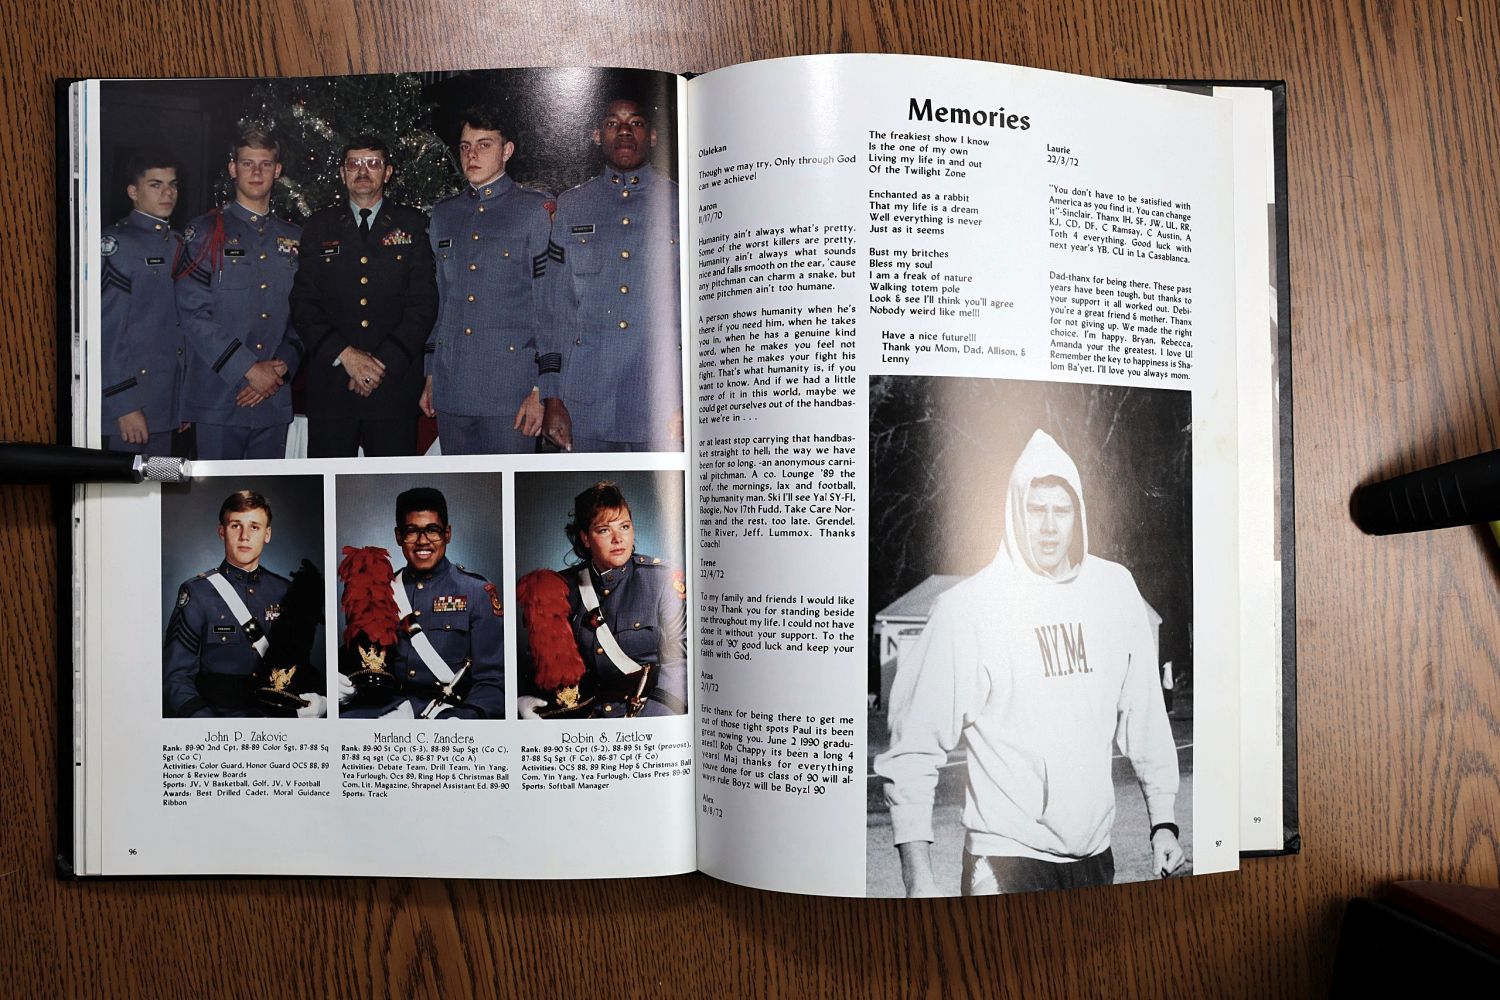 John P. Zakovic
Rank: 89-90 2nd Cpt, 88-89 Color Sgt, 87-88 Sq
Sgt (Co C)
Activities: Color Guard, Honor Guard OCS 88, 89
Honor & Review Boards
Sports: JV, V Basketball, Golf, JV, V Football
Awards: Best Drilled Cadet, Moral Guidance
Ribbon
Marland C. Zanders
Rank: 89-90 St Cpt (S-3), 88-89 Sup Sgt (Co C),
87-88 sq sgt (Co C), 86-87 Pvt (Co A)
Activities: Debate Team, Drill Team, Yin Yang,
Yea Furlough, Ocs 89, Ring Hop & Christmas Ball
Com, Lit. Magazine, Shrapnel Assistant Ed. 89-90
Sports: Track
Robin S. Zietlow
Rank: 89-90 St Cpt (S-2), 88-89 St Sgt (provost),
87-88 Sq Sgt (F Co), 86-87 Cpl (F Co)
Activities: OCS 88, 89 Ring Hop & Christmas Ball
Com, Yin Yang, Yea Furlough, Class Pres 89-90
Sports: Softball Manager
96
Memories
Olalekan
Though we may try, Only through God
can we achieve!
Aaron
11/17/70
Humanity ain't always what's pretty.
Some of the worst killers are pretty.
Humanity ain't always what sounds
nice and falls smooth on the ear, 'cause
any pitchman can charm a snake, but
some pitchmen ain't too humane.
A person shows humanity when he's
there if you need him, when he takes
you in, when he has a genuine kind
word, when he makes you feel not
alone, when he makes your fight his
fight. That's what humanity is, if you
want to know. And if we had a little
more of it in this world, maybe we
could get ourselves out of the handbas-
ket we're in . . .
or at least stop carrying that handbas-
ket straight to hell; the way we have
been for so long. -an anonymous carni-
val pitchman. A co. Lounge '89 the
roof, the mornings, lax and football,
Pup humanity man. Ski I'll see Ya! SY-FI,
Boogie, Nov 17th Fudd, Take Care Nor-
man and the rest, too late. Grendel.
The River, Jeff. Lummox. Thanks
Coach!
Trene
22/4/72
To my family and friends I would like
to say Thank you for standing beside
me throughout my life. I could not have
done it without your support. To the
class of '90' good luck and keep your
faith with God.
Aras
2/1/72
Eric thanx for being there to get me
out of those tight spots Paul its been
great nowing you. June 2 1990 gradu-
ates!! Rob Chappy its been a long 4
years! Maj thanks for everything
youve done for us class of 90 will al-
ways rule Boyz will be Boyz! 90
Alex
18/8/72
The freakiest show I know
Is the one of my own
Living my life in and out
Of the Twilight Zone
Enchanted as a rabbit
That my life is a dream
Well everything is never
Just as it seems
Bust my britches
Bless my soul
I am a freak of nature
Walking totem pole
Look & see I'll think you'll agree
Nobody weird like me!!!
Have a nice future!!!
Thank you Mom, Dad, Allison, &
Lenny
Laurie
22/3/72
"You don't have to be satisfied with
America as you find it. You can change
it"-Sinclair. Thanx IH, SF, JW, UL, RR,
KJ, CD, DF, C Ramsay, C Austin, A
Toth 4 everything. Good luck with
next year's YB. CU in La Casablanca.
Dad-thanx for being there. These past
years have been tough, but thanks to
your support it all worked out. Debi-
you're a great friend & mother. Thanx
for not giving up. We made the right
choice. I'm happy. Bryan, Rebecca,
Amanda your the greatest. I love U!
Remember the key to happiness is Sha-
lom Ba'yet. I'll love you always mom.
N.Y.M.A.
97
99